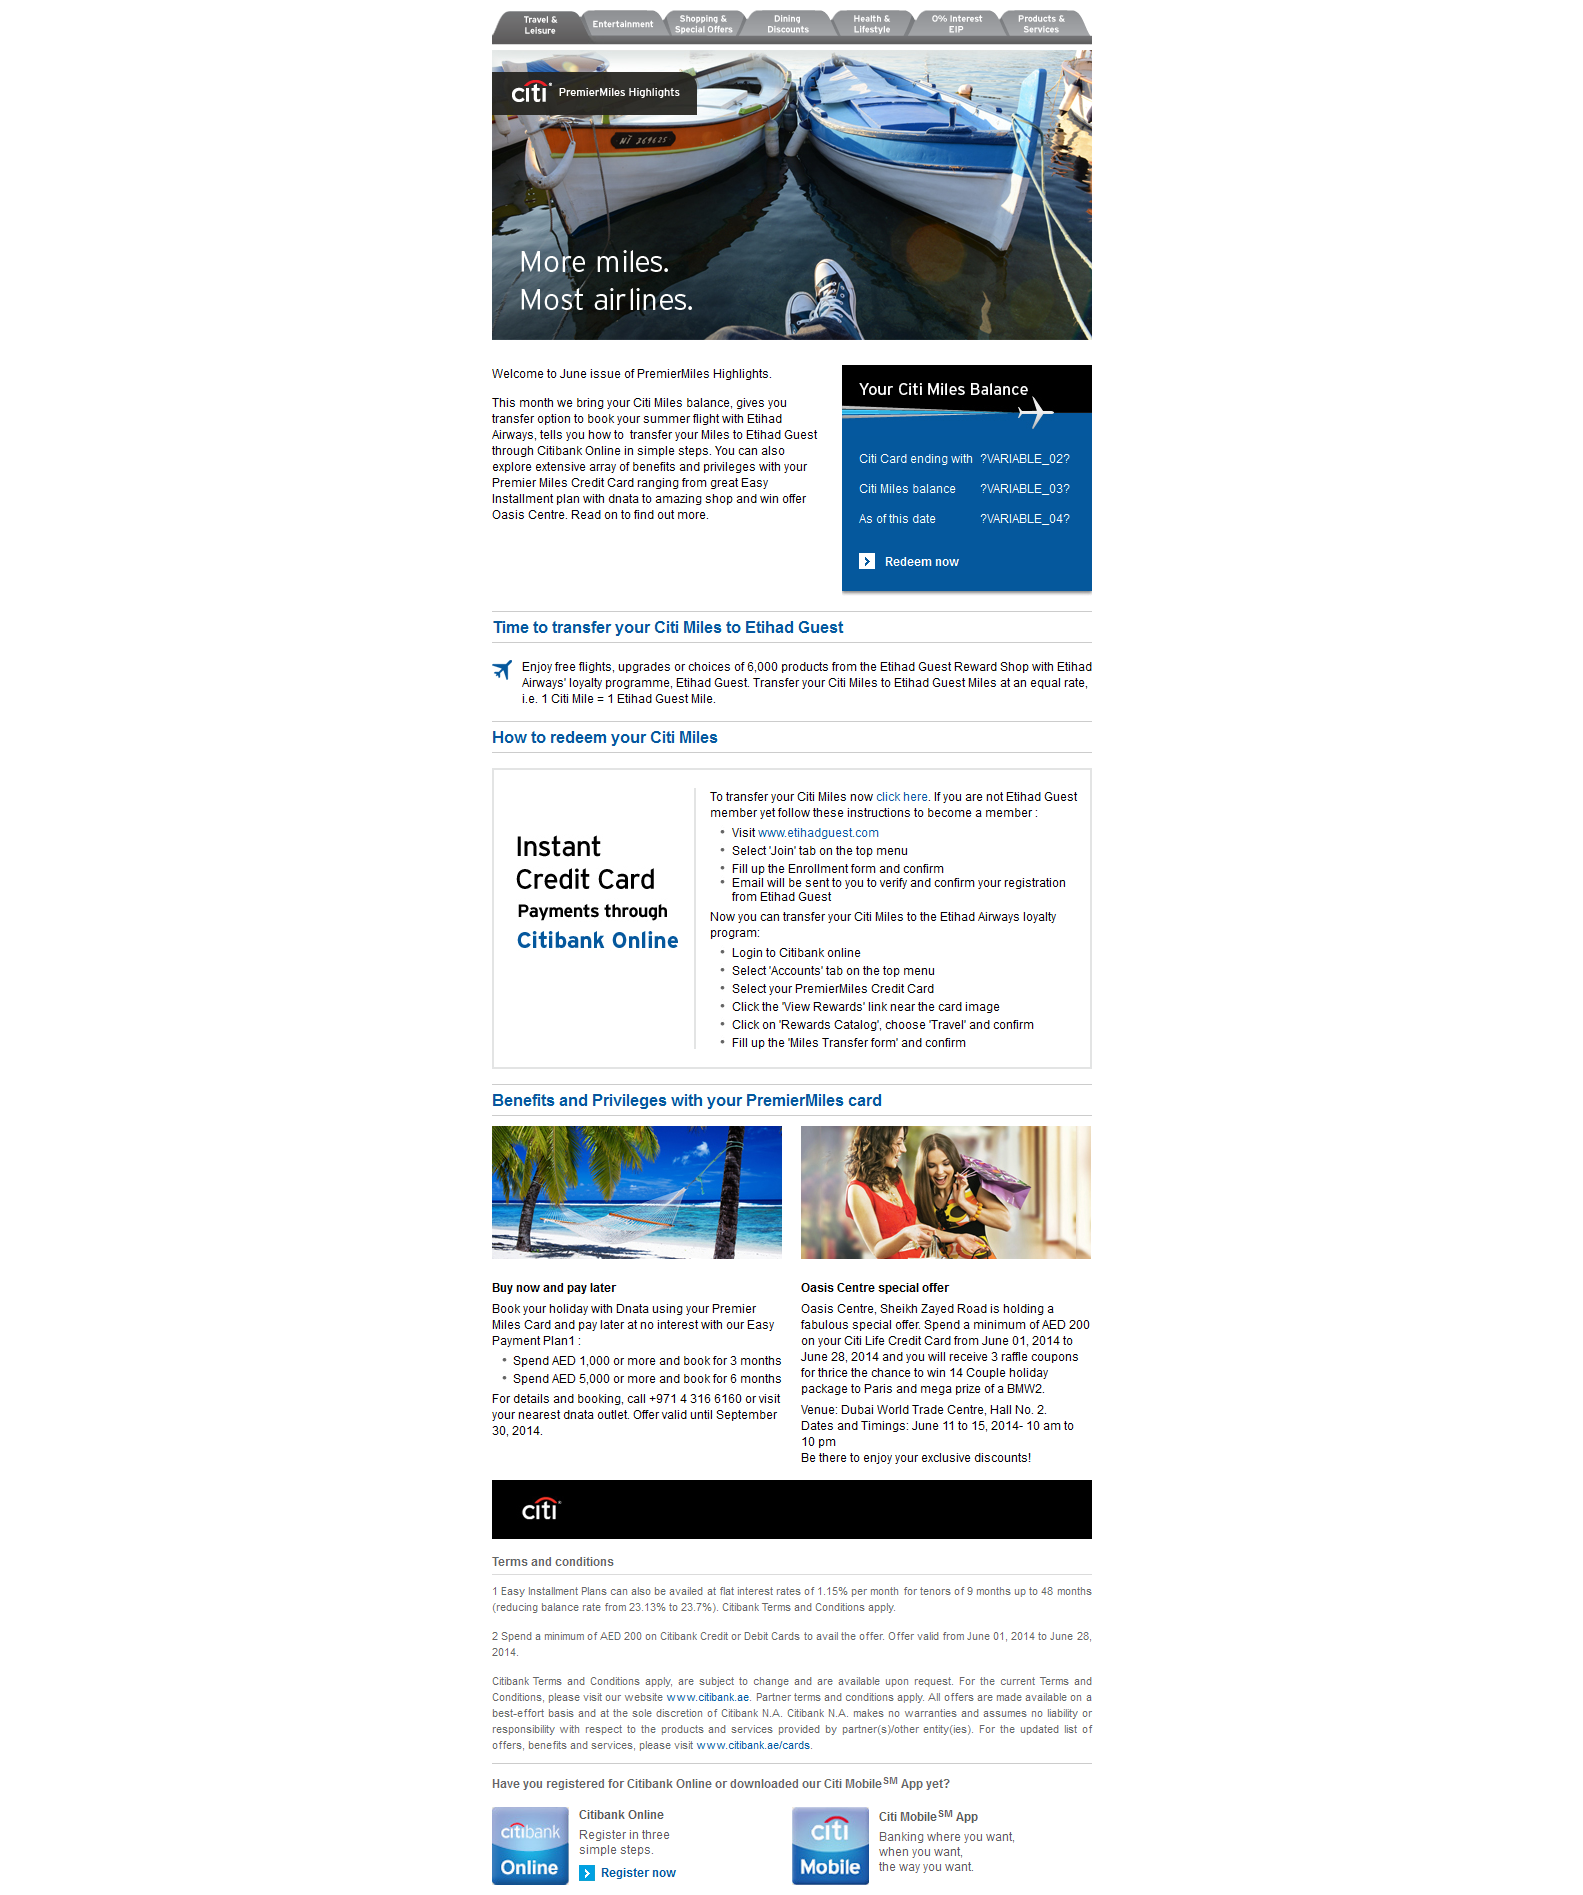 Travel &
Leisure
Entertainment
Shopping &
Special Offers
Dining
Discounts
Health &
Lifestyle
0% Interest
EIP
Products &
Services
citi PremierMiles Highlights
NI 369625
More miles.
Most airlines.
Welcome to June issue of PremierMiles Highlights.
This month we bring your Citi Miles balance, gives you
transfer option to book your summer flight with Etihad
Airways, tells you how to  transfer your Miles to Etihad Guest
through Citibank Online in simple steps. You can also
explore extensive array of benefits and privileges with your
Premier Miles Credit Card ranging from great Easy
Installment plan with dnata to amazing shop and win offer
Oasis Centre. Read on to find out more.
Your Citi Miles Balance
Citi Card ending with ?VARIABLE_02?
Citi Miles balance ?VARIABLE_03?
As of this date ?VARIABLE_04?
Redeem now
Time to transfer your Citi Miles to Etihad Guest
Enjoy free flights, upgrades or choices of 6,000 products from the Etihad Guest Reward Shop with Etihad
Airways' loyalty programme, Etihad Guest. Transfer your Citi Miles to Etihad Guest Miles at an equal rate,
i.e. 1 Citi Mile = 1 Etihad Guest Mile.
How to redeem your Citi Miles
Instant
Credit Card
Payments through
Citibank Online
To transfer your Citi Miles now click here. If you are not Etihad Guest
member yet follow these instructions to become a member :
• Visit www.etihadguest.com
• Select 'Join' tab on the top menu
• Fill up the Enrollment form and confirm
• Email will be sent to you to verify and confirm your registration
from Etihad Guest
Now you can transfer your Citi Miles to the Etihad Airways loyalty
program:
• Login to Citibank online
• Select 'Accounts' tab on the top menu
• Select your PremierMiles Credit Card
• Click the 'View Rewards' link near the card image
• Click on 'Rewards Catalog', choose 'Travel' and confirm
• Fill up the 'Miles Transfer form' and confirm
Benefits and Privileges with your PremierMiles card
Buy now and pay later
Book your holiday with Dnata using your Premier
Miles Card and pay later at no interest with our Easy
Payment Plan1 :
• Spend AED 1,000 or more and book for 3 months
• Spend AED 5,000 or more and book for 6 months
For details and booking, call +971 4 316 6160 or visit
your nearest dnata outlet. Offer valid until September
30, 2014.
Oasis Centre special offer
Oasis Centre, Sheikh Zayed Road is holding a
fabulous special offer. Spend a minimum of AED 200
on your Citi Life Credit Card from June 01, 2014 to
June 28, 2014 and you will receive 3 raffle coupons
for thrice the chance to win 14 Couple holiday
package to Paris and mega prize of a BMW2.
Venue: Dubai World Trade Centre, Hall No. 2.
Dates and Timings: June 11 to 15, 2014- 10 am to
10 pm
Be there to enjoy your exclusive discounts!
citi
Terms and conditions
1 Easy Installment Plans can also be availed at flat interest rates of 1.15% per month for tenors of 9 months up to 48 months
(reducing balance rate from 23.13% to 23.7%). Citibank Terms and Conditions apply.
2 Spend a minimum of AED 200 on Citibank Credit or Debit Cards to avail the offer. Offer valid from June 01, 2014 to June 28,
2014.
Citibank Terms and Conditions apply, are subject to change and are available upon request. For the current Terms and
Conditions, please visit our website www.citibank.ae. Partner terms and conditions apply. All offers are made available on a
best-effort basis and at the sole discretion of Citibank N.A. Citibank N.A. makes no warranties and assumes no liability or
responsibility with respect to the products and services provided by partner(s)/other entity(ies). For the updated list of
offers, benefits and services, please visit www.citibank.ae/cards.
Have you registered for Citibank Online or downloaded our Citi Mobile SM App yet?
citibank
Online
Citibank Online
Register in three
simple steps.
Register now
citi
Mobile
Citi Mobile SM App
Banking where you want,
when you want,
the way you want.